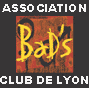 ASSOCIATION
BaD's
CLUB DE LYON